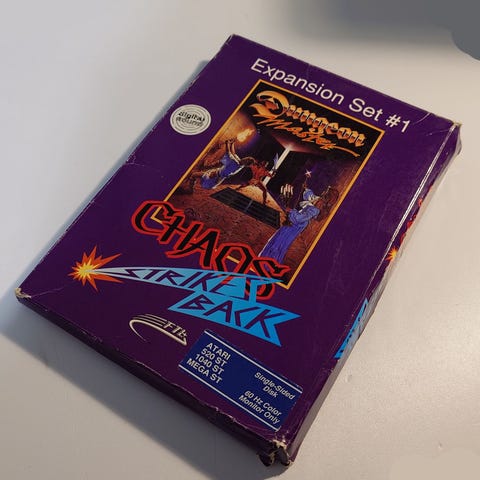 Expansion Set #1
digital
sound
Dungeon
Master
CHAOS
STRIKES
BACK
FTL
ATARI
520 ST
1040 ST
MEGA ST
Single-Sided
Disk
60 Hz Color
Monitor Only